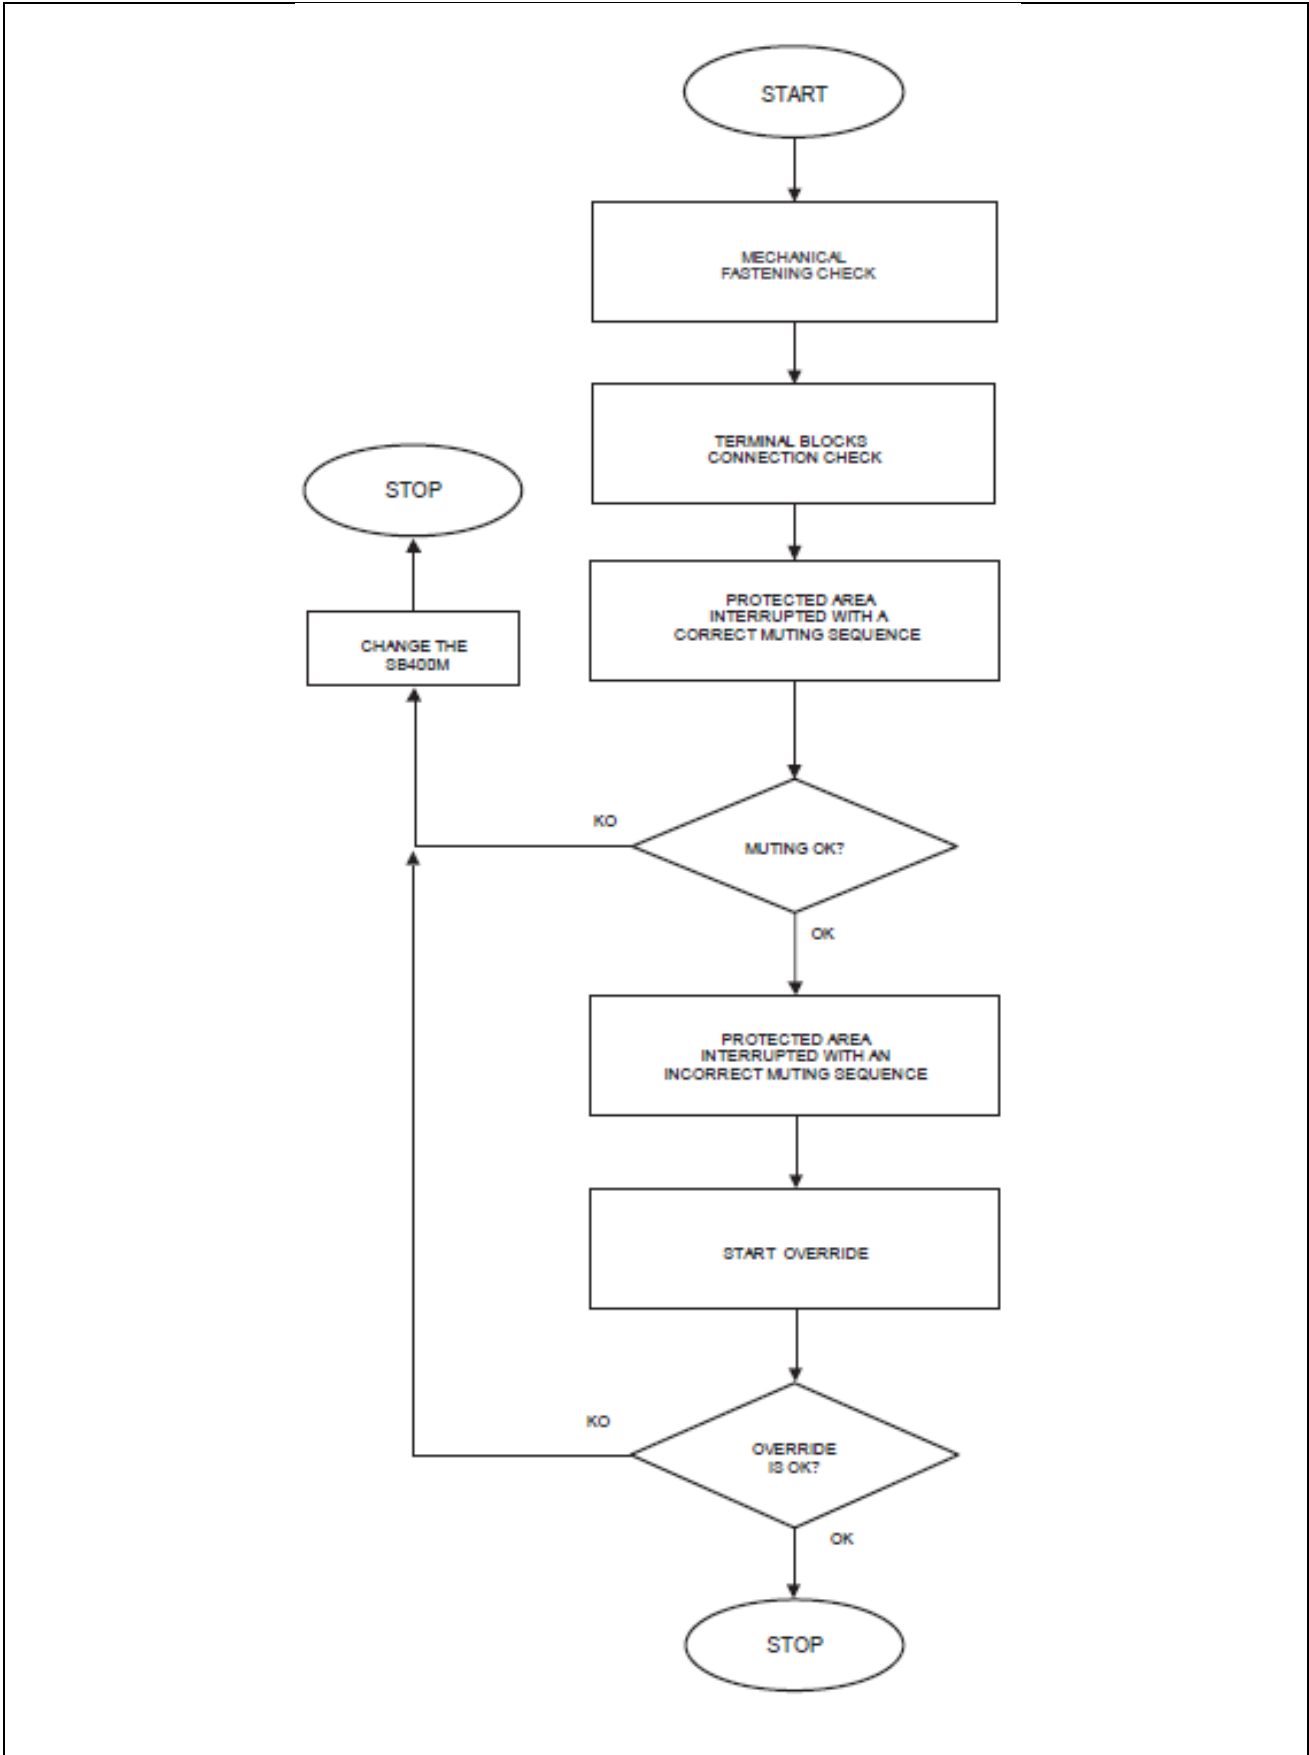 START
MECHANICAL
FASTENING CHECK
TERMINAL BLOCKS
CONNECTION CHECK
STOP
PROTECTED AREA
INTERRUPTED WITH A
CORRECT MUTING SEQUENCE
CHANGE THE
SB400M
KO
MUTING OK?
OK
PROTECTED AREA
INTERRUPTED WITH AN
INCORRECT MUTING SEQUENCE
START OVERRIDE
KO
OVERRIDE
IS OK?
OK
STOP